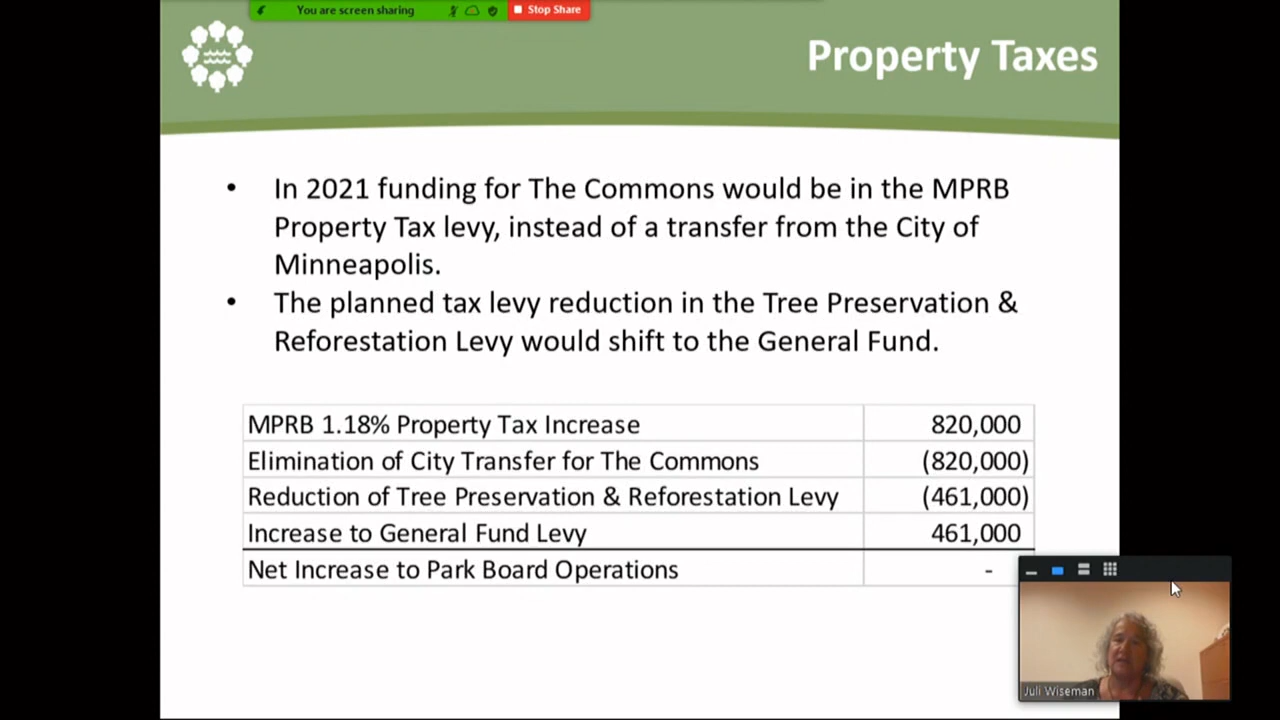 You are screen sharing
Stop Share
Property Taxes
• In 2021 funding for The Commons would be in the MPRB
Property Tax levy, instead of a transfer from the City of
Minneapolis.
• The planned tax levy reduction in the Tree Preservation &
Reforestation Levy would shift to the General Fund.
MPRB 1.18% Property Tax Increase 820,000
Elimination of City Transfer for The Commons (820,000)
Reduction of Tree Preservation & Reforestation Levy (461,000)
Increase to General Fund Levy 461,000
Net Increase to Park Board Operations -
Juli Wiseman